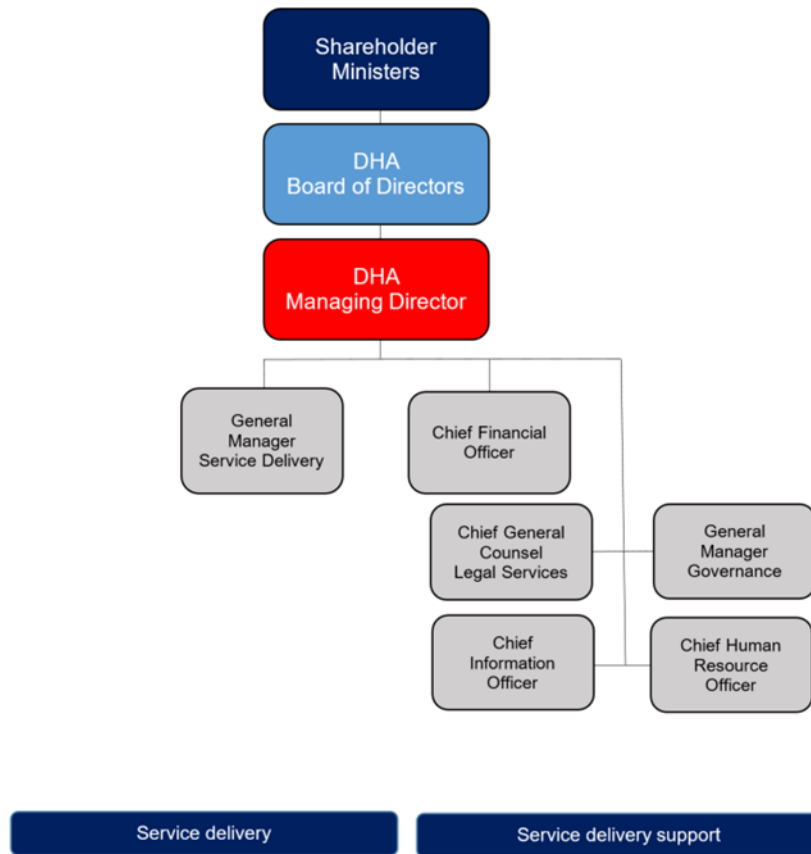 Shareholder
Ministers
DHA
Board of Directors
DHA
Managing Director
General
Manager
Service Delivery
Chief Financial
Officer
Chief General
Counsel
Legal Services
General
Manager
Governance
Chief
Information
Officer
Chief Human
Resource
Officer
Service delivery
Service delivery support